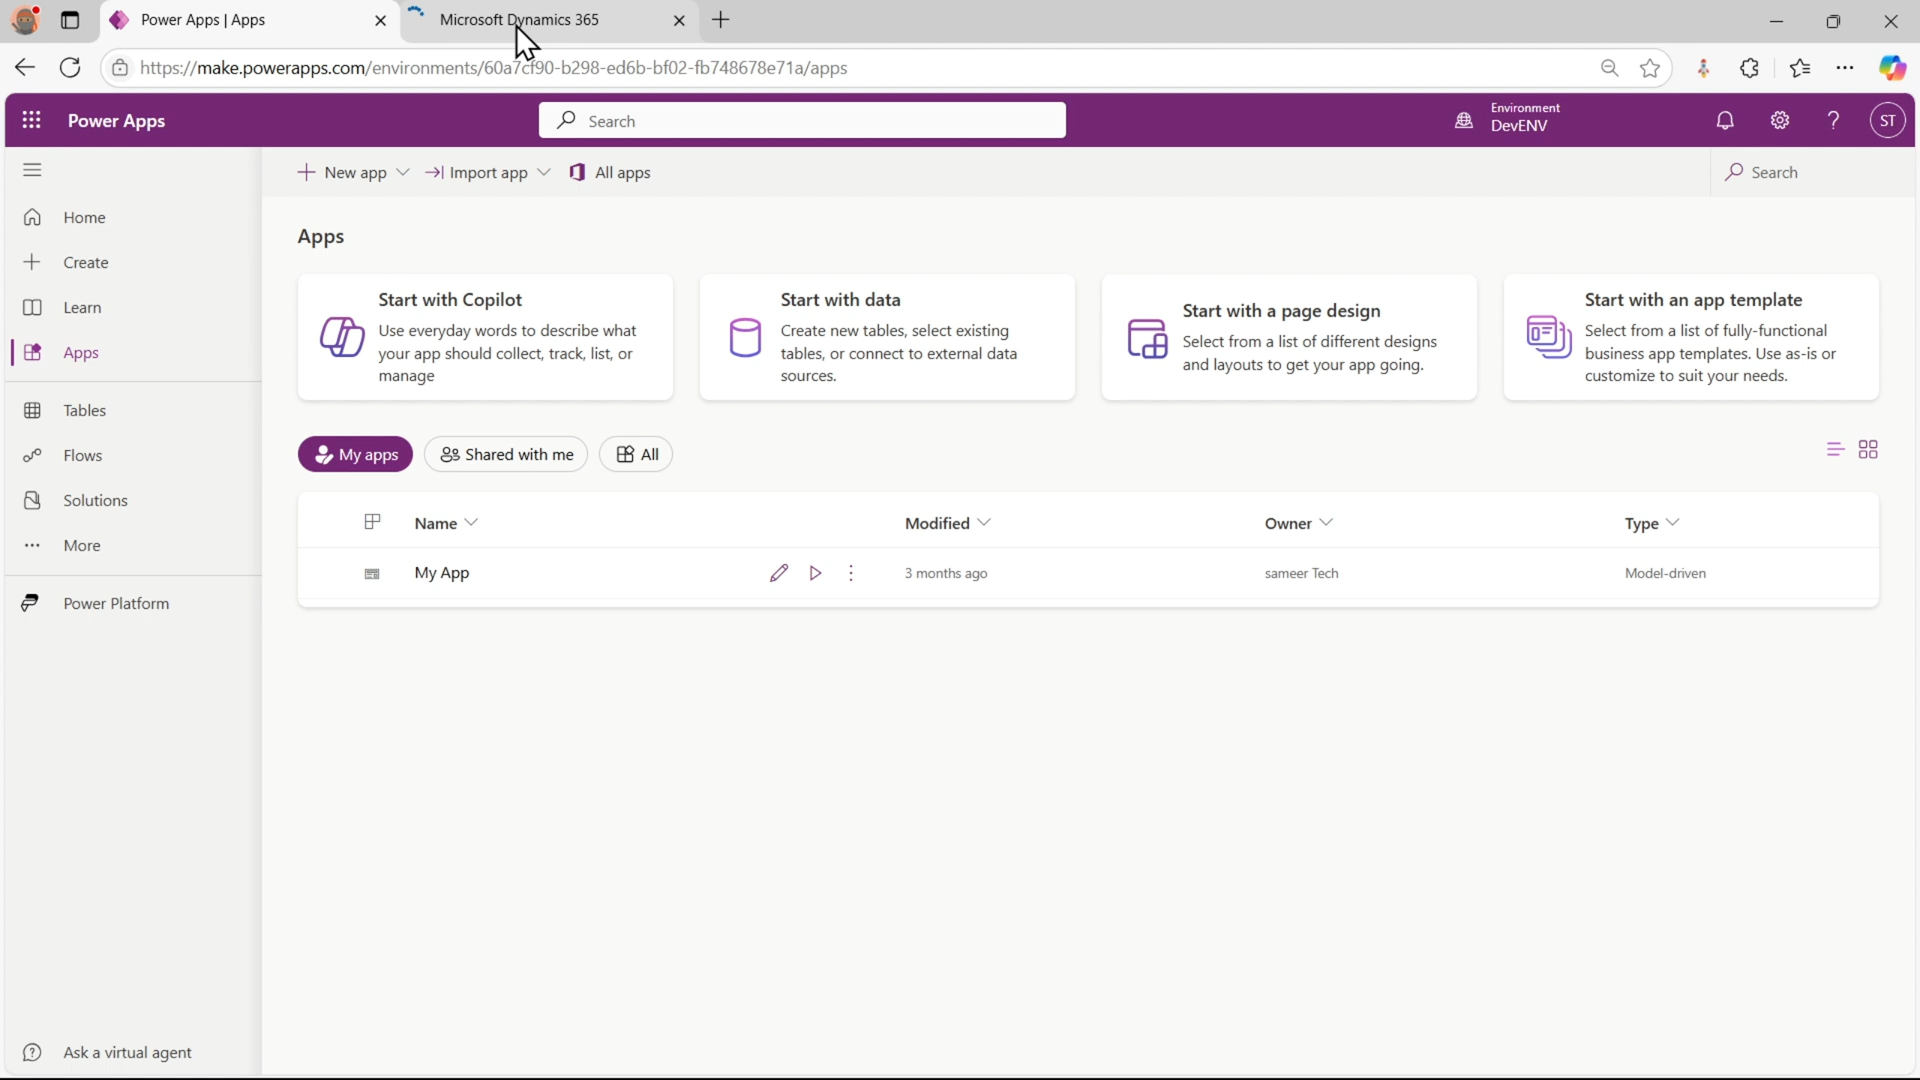 Power Apps | Apps
Microsoft Dynamics 365
https://make.powerapps.com/environments/60a7cf90-b298-ed6b-bf02-fb748678e71a/apps
Power Apps
Search
Environment
DevENV
ST
New app
Import app
All apps
Search
Home
Create
Learn
Apps
Tables
Flows
Solutions
More
Power Platform
Ask a virtual agent
Apps
Start with Copilot
Use everyday words to describe what
your app should collect, track, list, or
manage
Start with data
Create new tables, select existing
tables, or connect to external data
sources.
Start with a page design
Select from a list of different designs
and layouts to get your app going.
Start with an app template
Select from a list of fully-functional
business app templates. Use as-is or
customize to suit your needs.
My apps
Shared with me
All
Name
Modified
Owner
Type
My App
3 months ago
sameer Tech
Model-driven